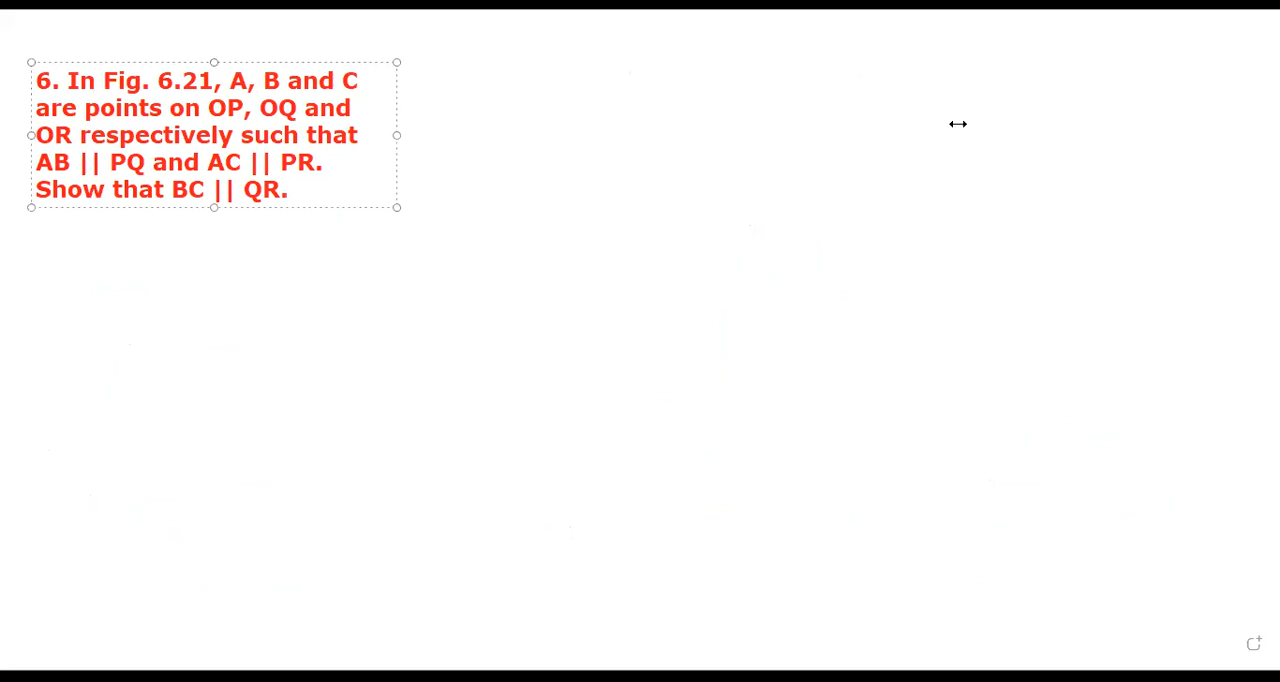 6. In Fig. 6.21, A, B and C
are points on OP, OQ and
OR respectively such that
AB || PQ and AC || PR.
Show that BC || QR.